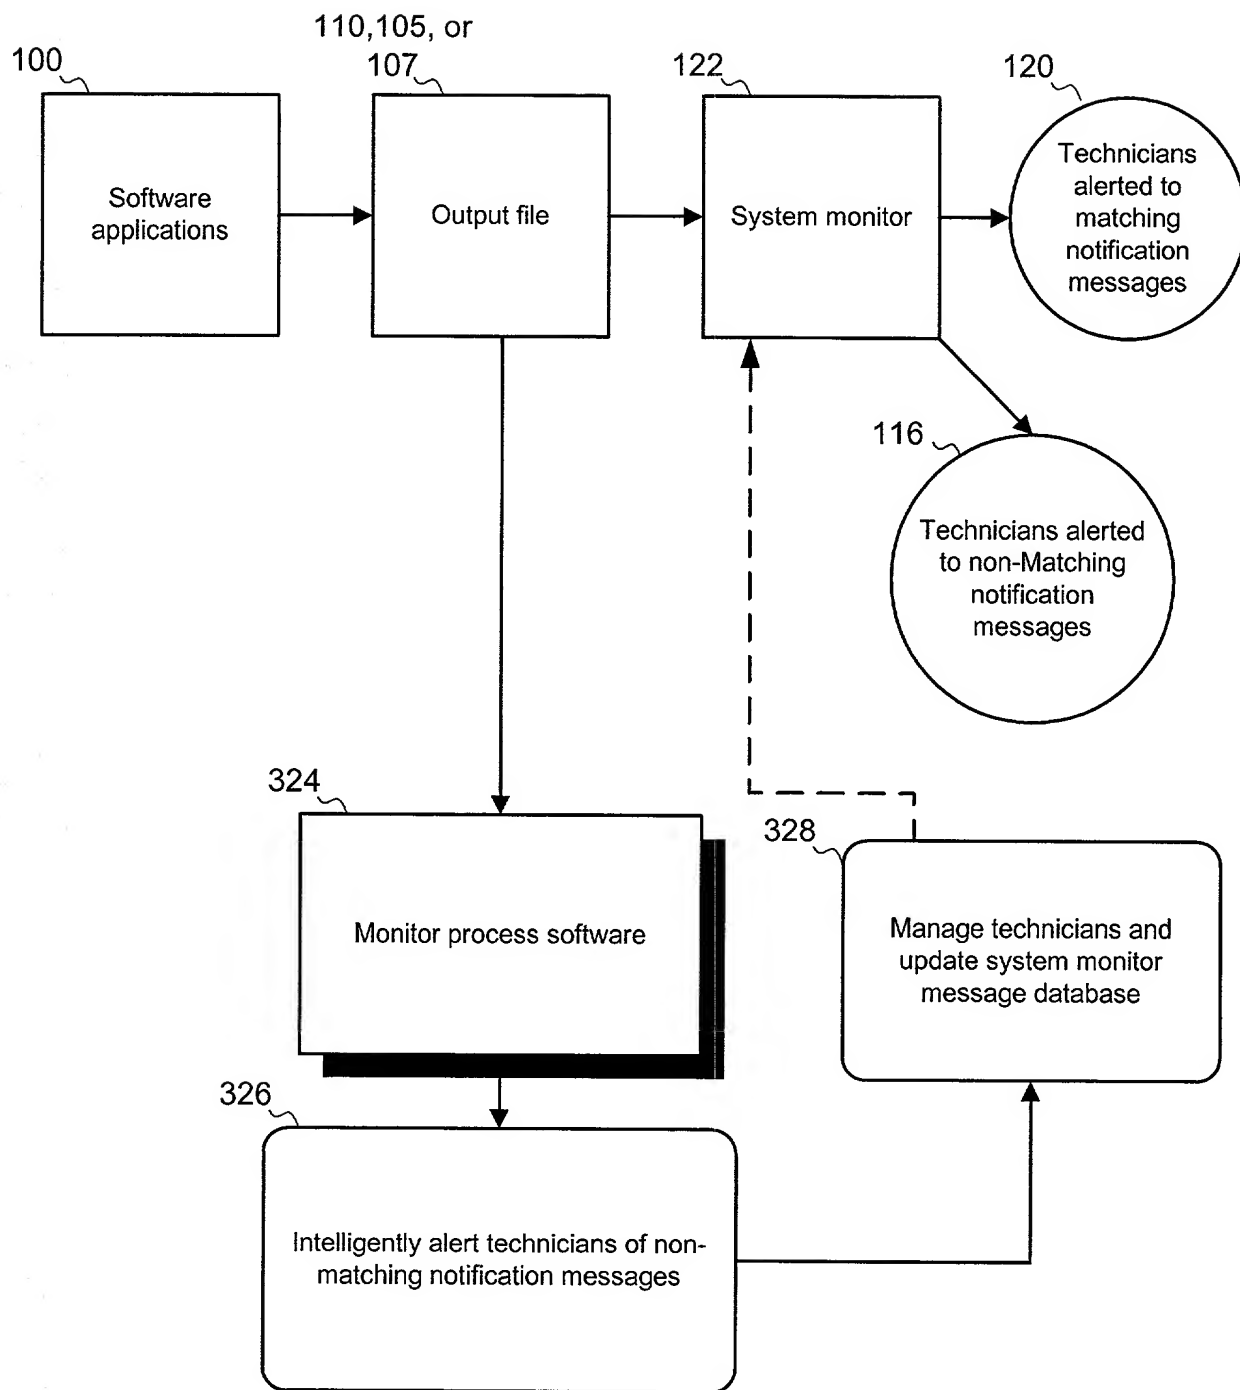 110,105, or
100
107
122
120
Software
applications
Output file
System monitor
Technicians
alerted to
matching
notification
messages
116
Technicians alerted
to non-Matching
notification
messages
324
Monitor process software
328
Manage technicians and
update system monitor
message database
326
Intelligently alert technicians of non-
matching notification messages